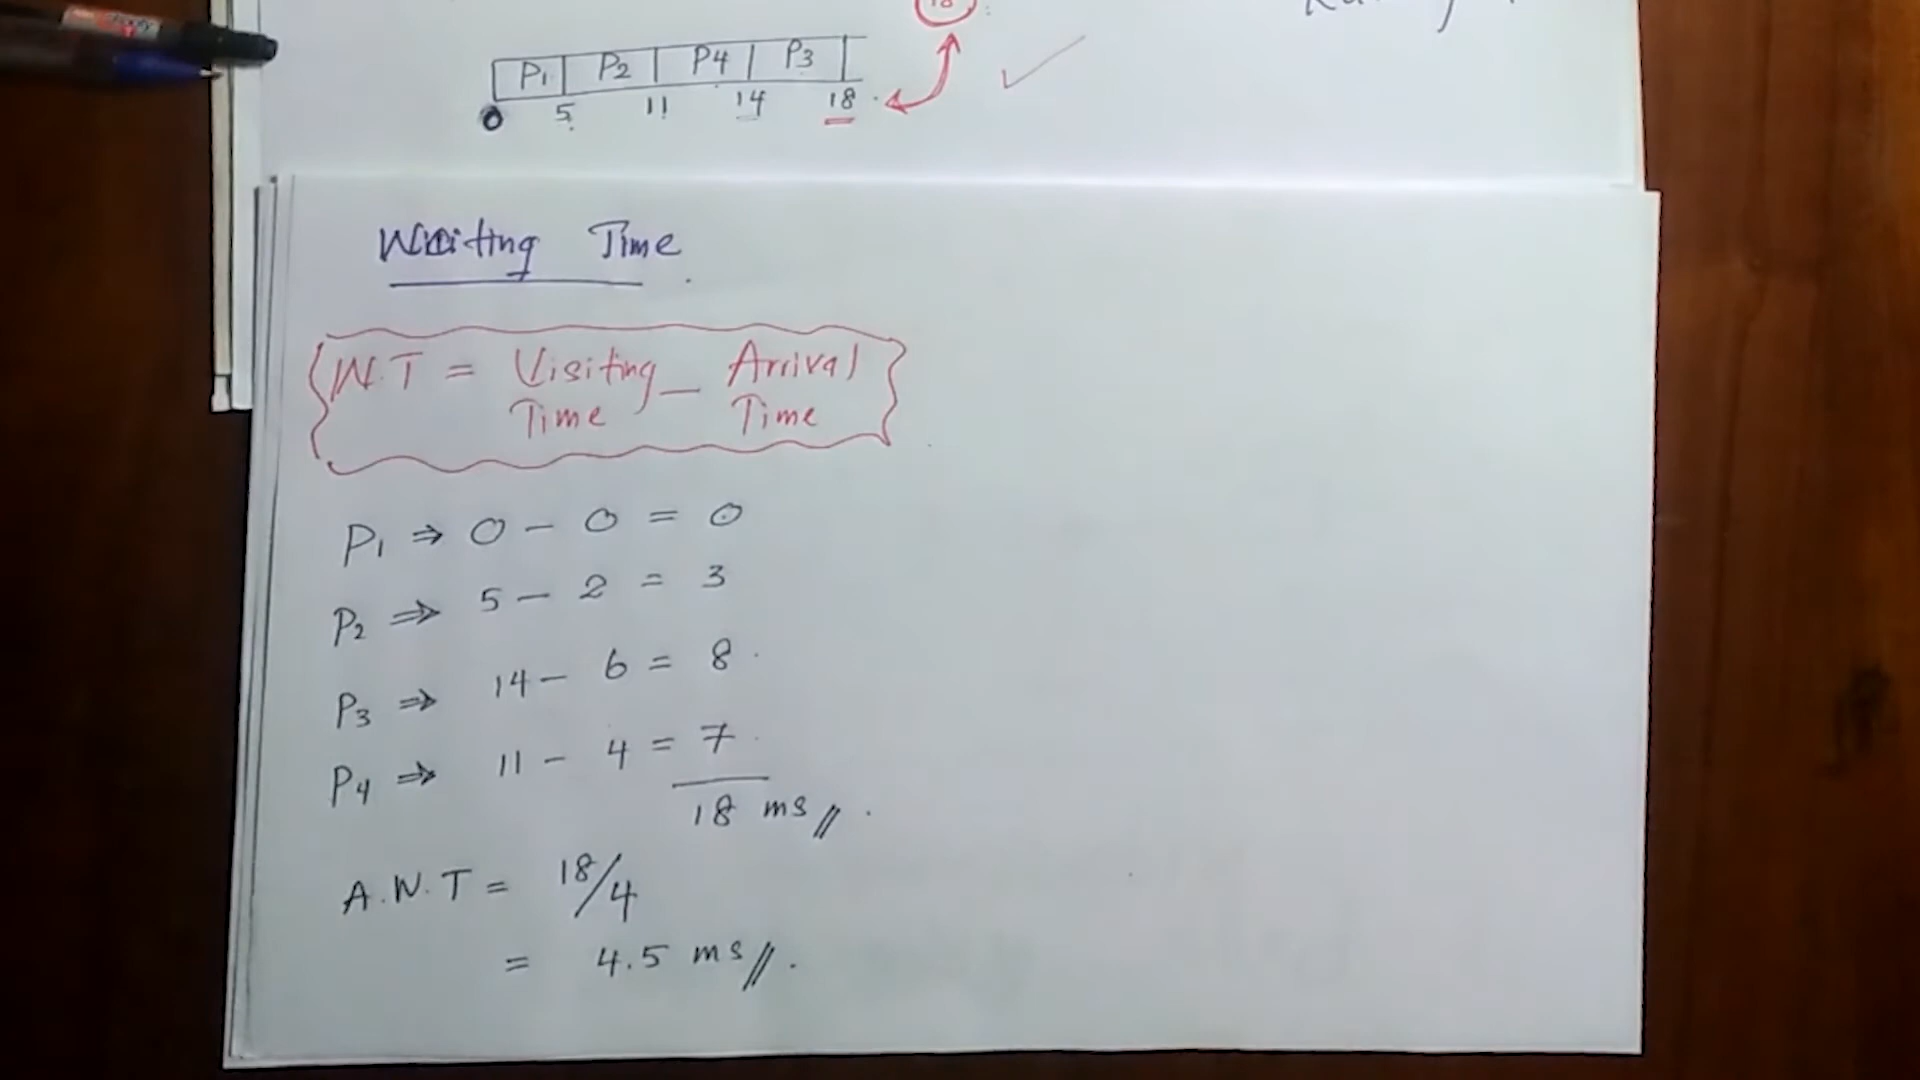 18
P1 P2 P4 P3
0 5 11 14 18
Waiting Time
W.T = Visiting Time - Arrival Time
P1 ⇒ 0 - 0 = 0
P2 ⇒ 5 - 2 = 3
P3 ⇒ 14 - 6 = 8
P4 ⇒ 11 - 4 = 7
18 ms //.
A.W.T = 18/4
= 4.5 ms //.